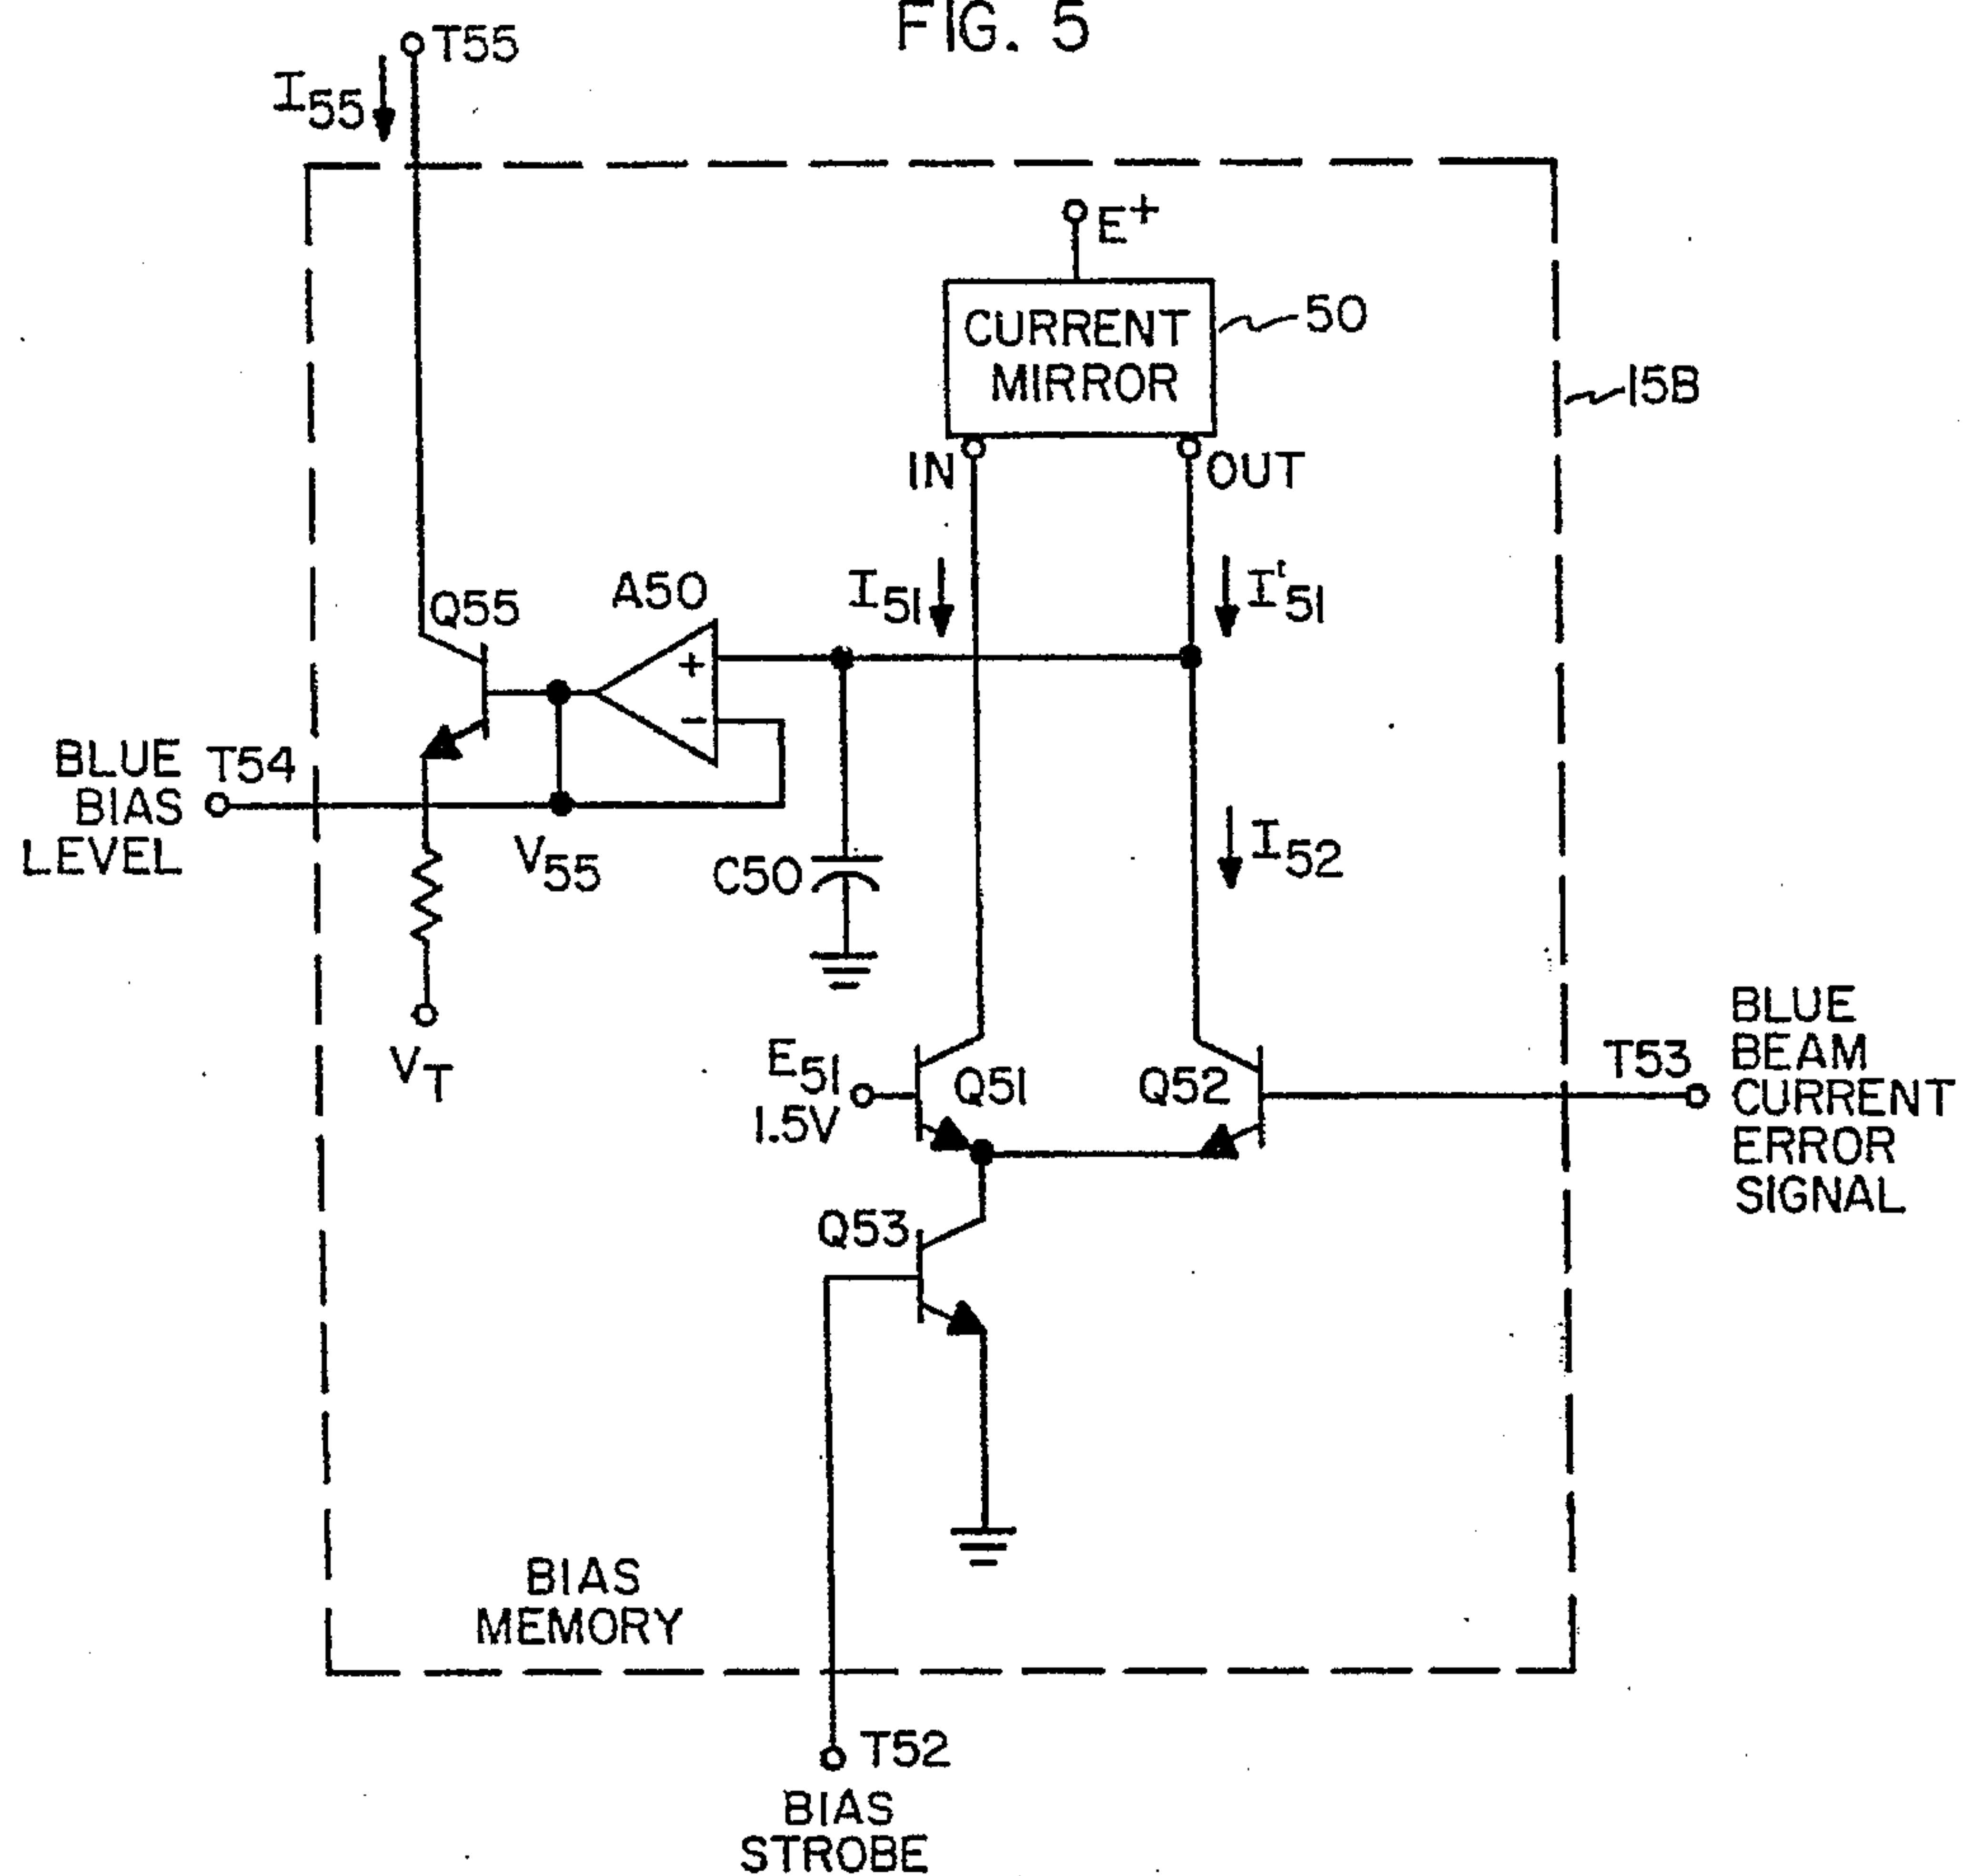 FIG. 5
T55
I55
E+
CURRENT
MIRROR
50
15B
IN
OUT
I51
I'51
Q55
A50
+
−
BLUE
BIAS
LEVEL
T54
V55
C50
I52
VT
E51
1.5V
Q51
Q52
T53
BLUE
BEAM
CURRENT
ERROR
SIGNAL
Q53
BIAS
MEMORY
T52
BIAS
STROBE